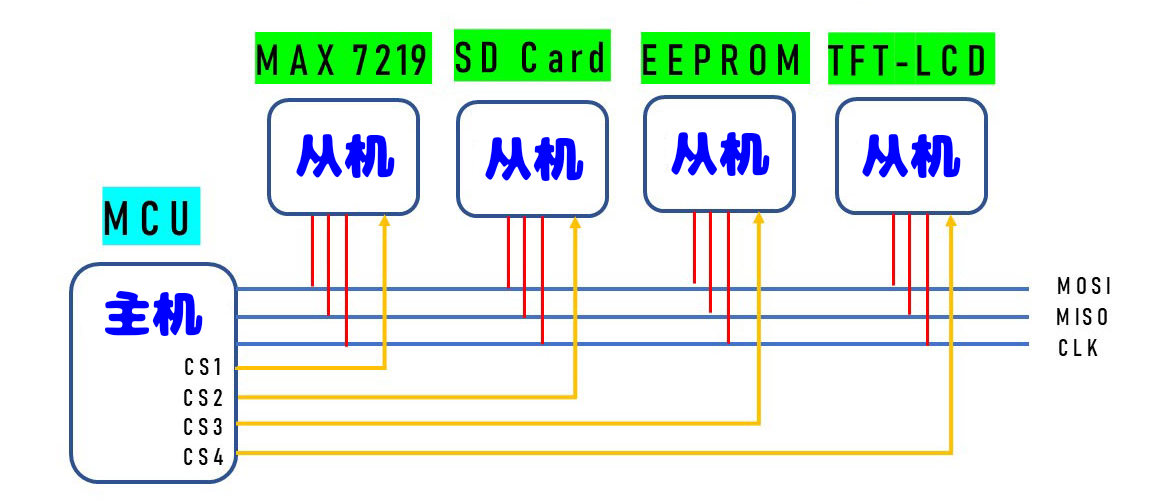 MAX 7219
SD Card
EEPROM
TFT-LCD
从机
从机
从机
从机
MCU
主机
MOSI
MISO
CLK
CS1
CS2
CS3
CS4